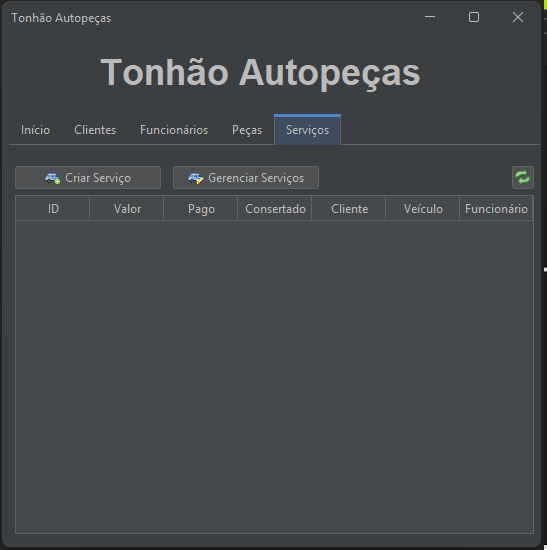 Tonhão Autopeças
Tonhão Autopeças
Início Clientes Funcionários Peças Serviços
Criar Serviço Gerenciar Serviços
ID Valor Pago Consertado Cliente Veículo Funcionário